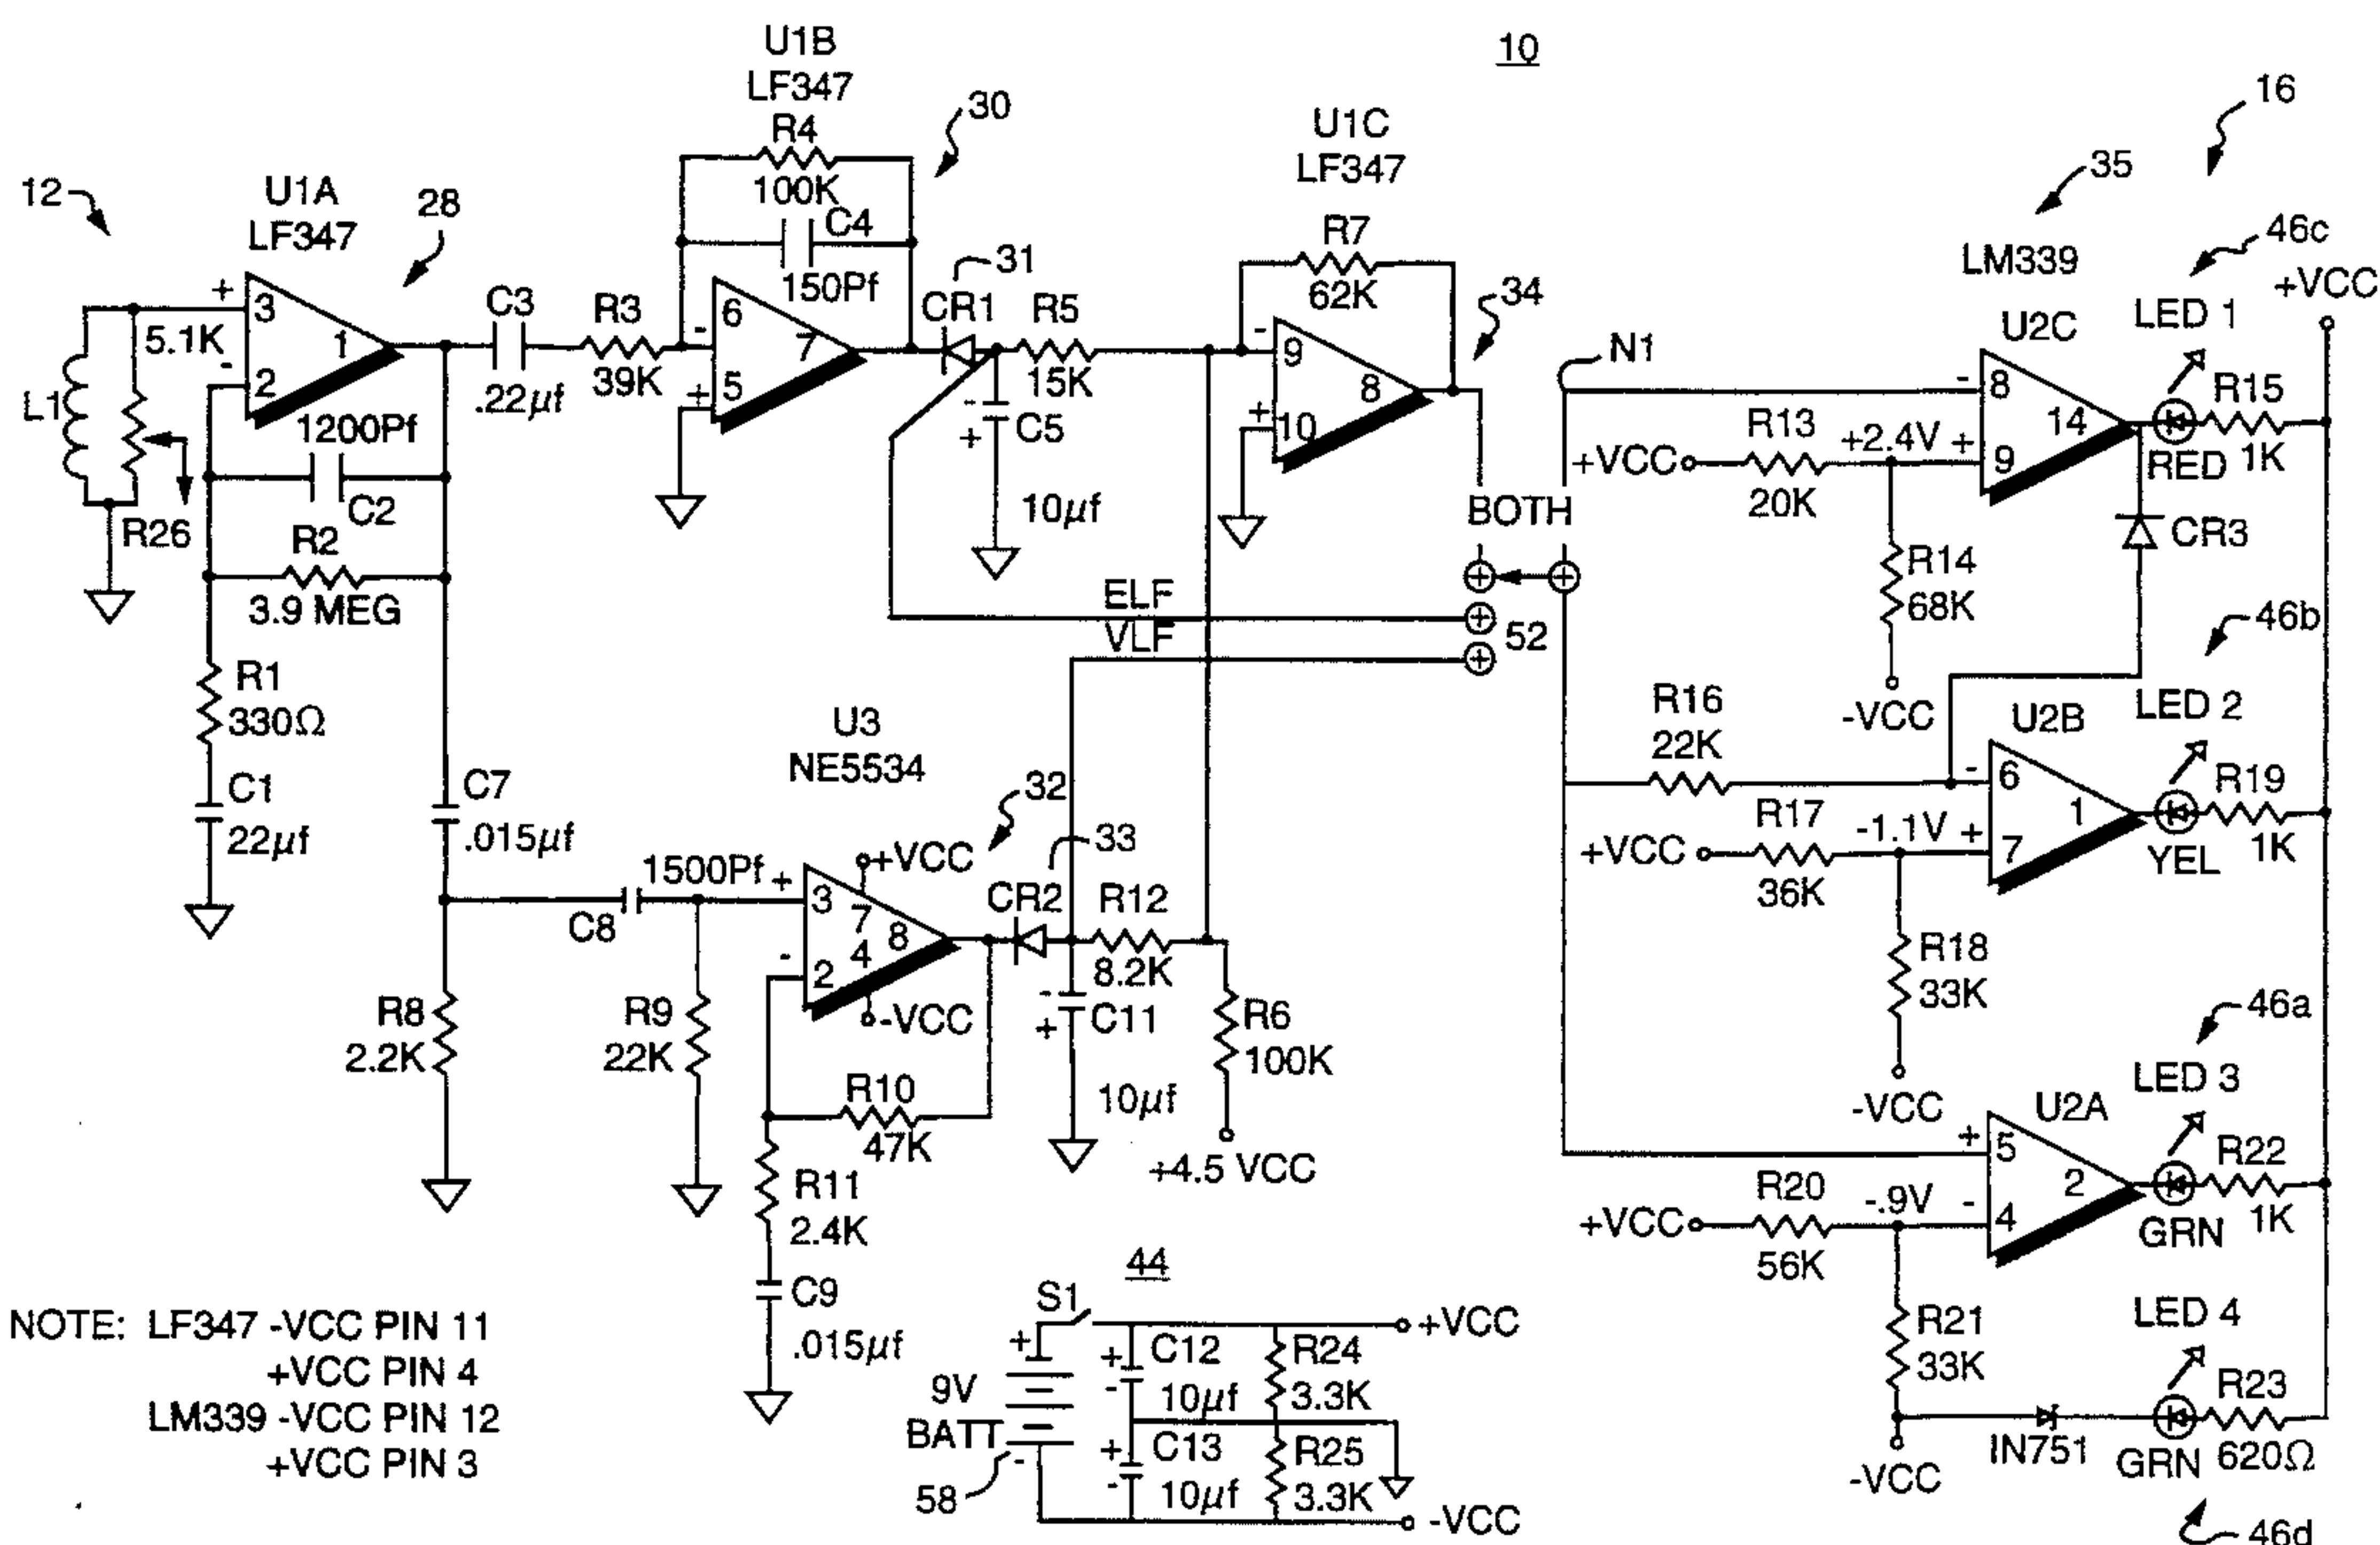 10
U1B
LF347
R4
100K
C4
150Pf
30
U1C
LF347
16
35
12
U1A
LF347
28
+
3
5.1K
-
2
1
L1
1200Pf
C2
R26
R2
3.9 MEG
R1
330Ω
C1
22μf
C3
.22μf
R3
39K
-
6
7
+
5
31
CR1
R5
15K
-
+
C5
10μf
R7
62K
-
9
8
+
10
34
BOTH
ELF
VLF
52
N1
LM339
46c
+VCC
LED 1
U2C
-
8
14
R15
1K
RED
R13
+2.4V
+
9
+VCC
20K
R14
68K
-VCC
CR3
46b
R16
22K
U2B
LED 2
-
6
1
R19
1K
YEL
R17
-1.1V
+
7
+VCC
36K
R18
33K
-VCC
46a
LED 3
U2A
+
5
2
R22
1K
GRN
R20
-.9V
-
4
+VCC
56K
R21
33K
LED 4
R23
620Ω
GRN
IN751
-VCC
46d
C7
.015μf
U3
NE5534
32
33
1500Pf
C8
+
3
+VCC
7
8
4
-
2
-VCC
CR2
R12
8.2K
-
+
C11
10μf
R6
100K
+4.5 VCC
R8
2.2K
R9
22K
R10
47K
R11
2.4K
C9
.015μf
44
S1
+
9V
BATT
-
58
+
C12
-
10μf
R24
3.3K
+VCC
+
C13
-
10μf
R25
3.3K
-VCC
NOTE: LF347 -VCC PIN 11
+VCC PIN 4
LM339 -VCC PIN 12
+VCC PIN 3